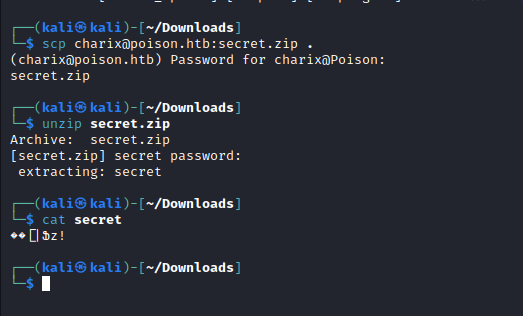 ┌──(kali㉿kali)-[~/Downloads]
└─$ scp charix@poison.htb:secret.zip .
(charix@poison.htb) Password for charix@Poison:
secret.zip
┌──(kali㉿kali)-[~/Downloads]
└─$ unzip secret.zip
Archive:  secret.zip
[secret.zip] secret password:
 extracting: secret
┌──(kali㉿kali)-[~/Downloads]
└─$ cat secret
┌──(kali㉿kali)-[~/Downloads]
└─$